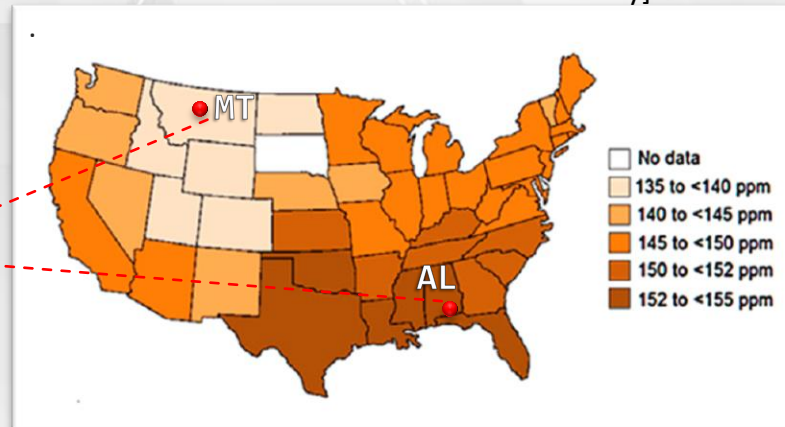 .
MT
AL
No data
135 to <140 ppm
140 to <145 ppm
145 to <150 ppm
150 to <152 ppm
152 to <155 ppm